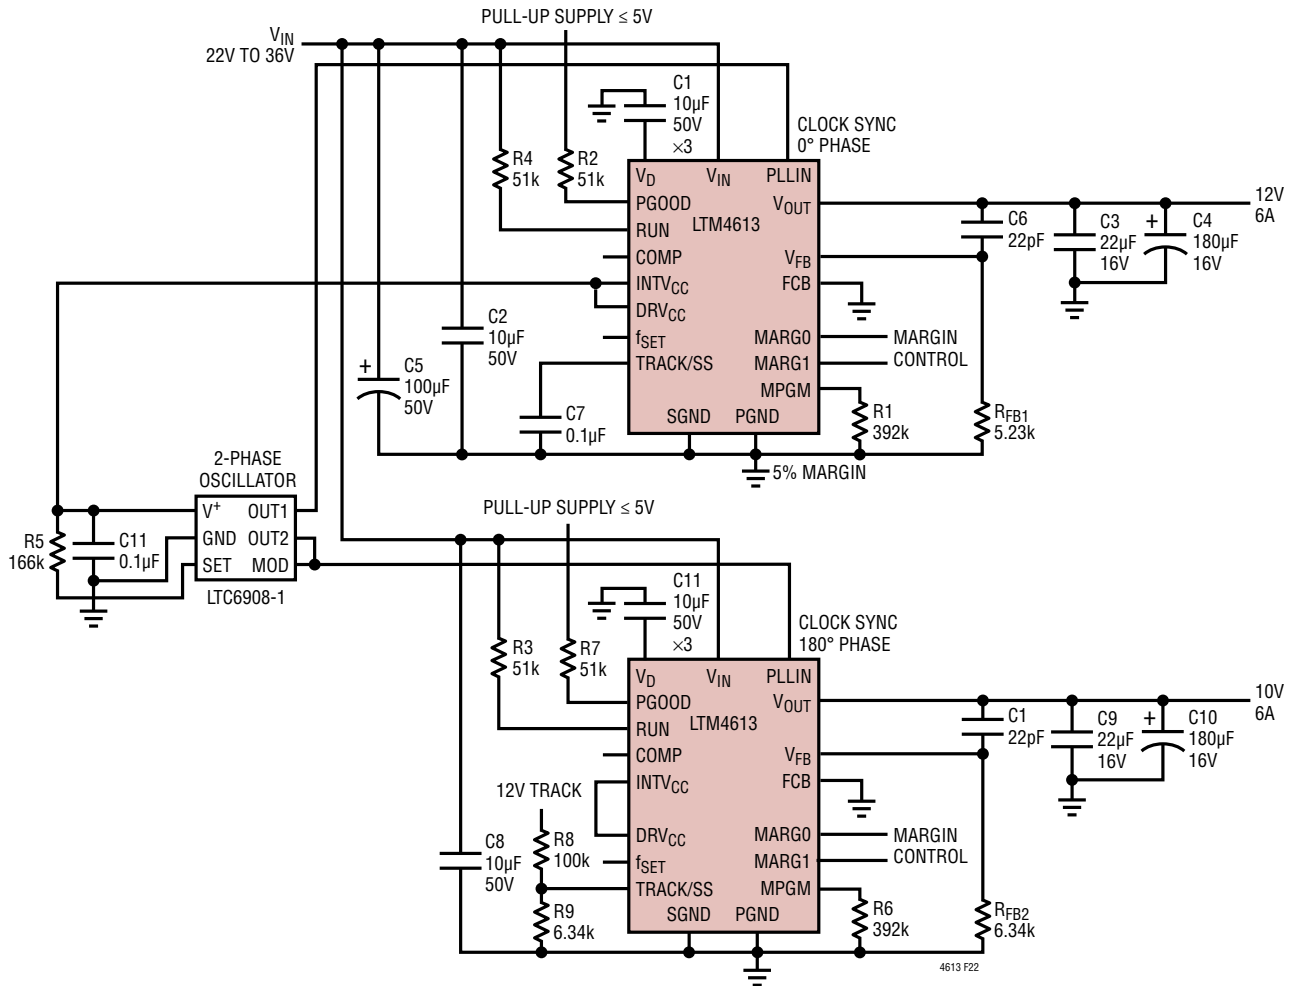 PULL-UP SUPPLY ≤ 5V
VIN
22V TO 36V
C1
10µF
50V
×3
CLOCK SYNC
0° PHASE
R4
51k
R2
51k
VD
VIN
PLLIN
PGOOD
VOUT
LTM4613
RUN
COMP
VFB
INTVCC
FCB
DRVCC
fSET
MARG0
TRACK/SS
MARG1
MPGM
SGND
PGND
12V
6A
C6
22pF
C3
22µF
16V
+
C4
180µF
16V
MARGIN
CONTROL
C2
10µF
50V
+
C5
100µF
50V
C7
0.1µF
R1
392k
RFB1
5.23k
5% MARGIN
2-PHASE
OSCILLATOR
V+
OUT1
GND
OUT2
SET
MOD
LTC6908-1
R5
166k
C11
0.1µF
PULL-UP SUPPLY ≤ 5V
C11
10µF
50V
×3
CLOCK SYNC
180° PHASE
R3
51k
R7
51k
VD
VIN
PLLIN
PGOOD
VOUT
LTM4613
RUN
COMP
VFB
INTVCC
FCB
DRVCC
MARG0
fSET
MARG1
TRACK/SS
MPGM
SGND
PGND
10V
6A
C1
22pF
C9
22µF
16V
+
C10
180µF
16V
MARGIN
CONTROL
12V TRACK
R8
100k
C8
10µF
50V
R9
6.34k
R6
392k
RFB2
6.34k
4613 F22